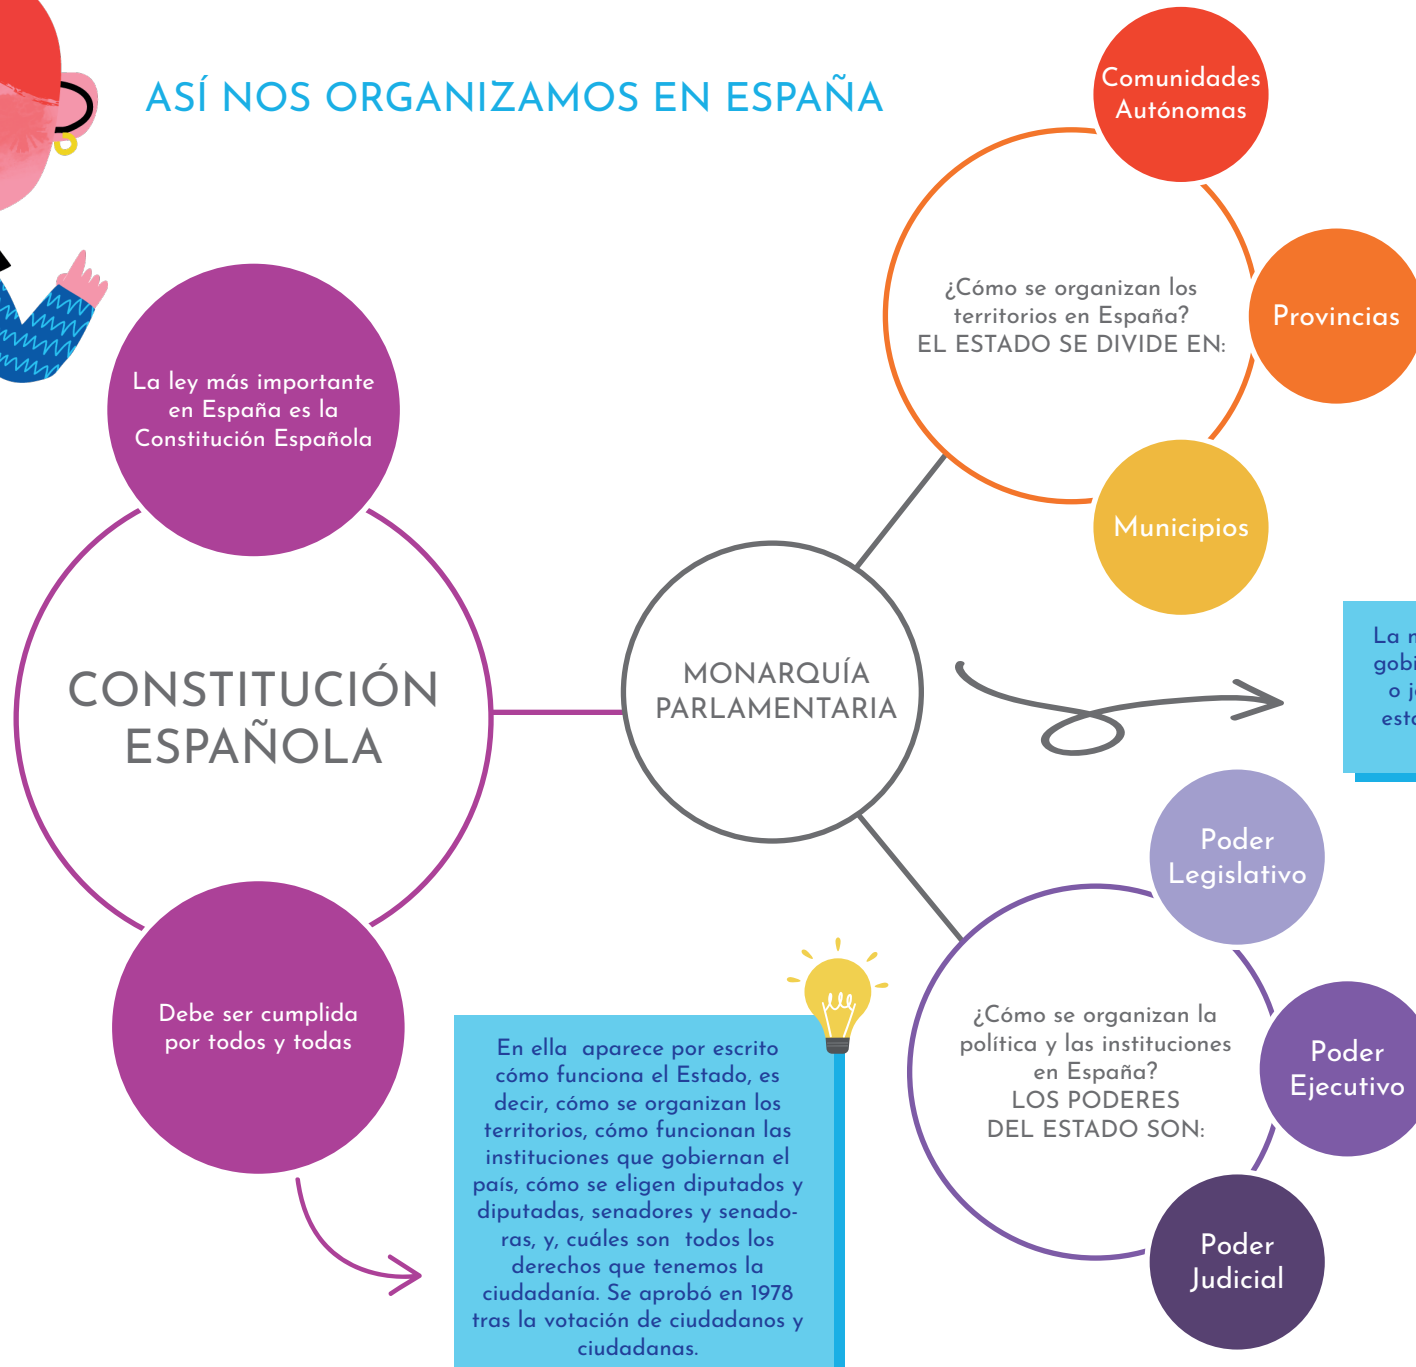 ASÍ NOS ORGANIZAMOS EN ESPAÑA
La ley más importante
en España es la
Constitución Española
CONSTITUCIÓN
ESPAÑOLA
Debe ser cumplida
por todos y todas
En ella aparece por escrito
cómo funciona el Estado, es
decir, cómo se organizan los
territorios, cómo funcionan las
instituciones que gobiernan el
país, cómo se eligen diputados y
diputadas, senadores y senado-
ras, y, cuáles son todos los
derechos que tenemos la
ciudadanía. Se aprobó en 1978
tras la votación de ciudadanos y
ciudadanas.
MONARQUÍA
PARLAMENTARIA
¿Cómo se organizan los
territorios en España?
EL ESTADO SE DIVIDE EN:
Comunidades
Autónomas
Provincias
Municipios
La
o
¿Cómo se organizan la
política y las instituciones
en España?
LOS PODERES
DEL ESTADO SON:
Poder
Legislativo
Poder
Ejecutivo
Poder
Judicial